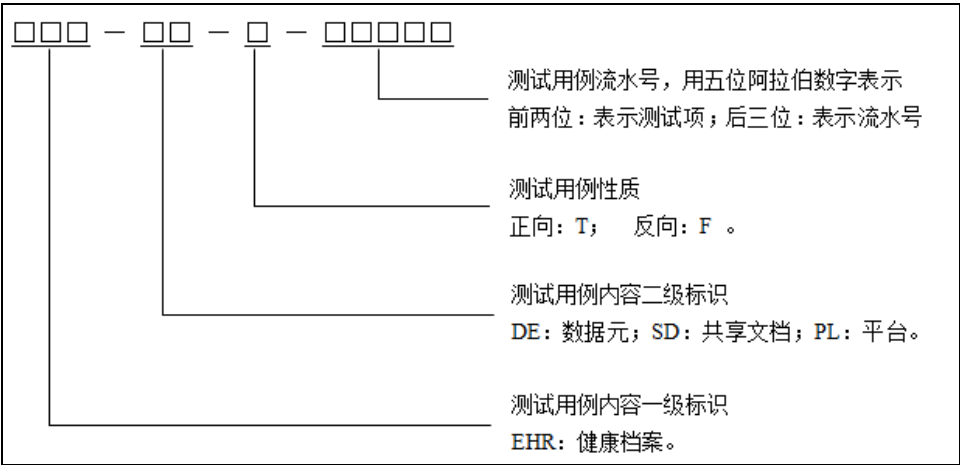 □□□ － □□ － □ － □□□□□
测试用例流水号，用五位阿拉伯数字表示
前两位：表示测试项；后三位：表示流水号
测试用例性质
正向：T； 反向：F 。
测试用例内容二级标识
DE：数据元；SD：共享文档；PL：平台。
测试用例内容一级标识
EHR：健康档案。